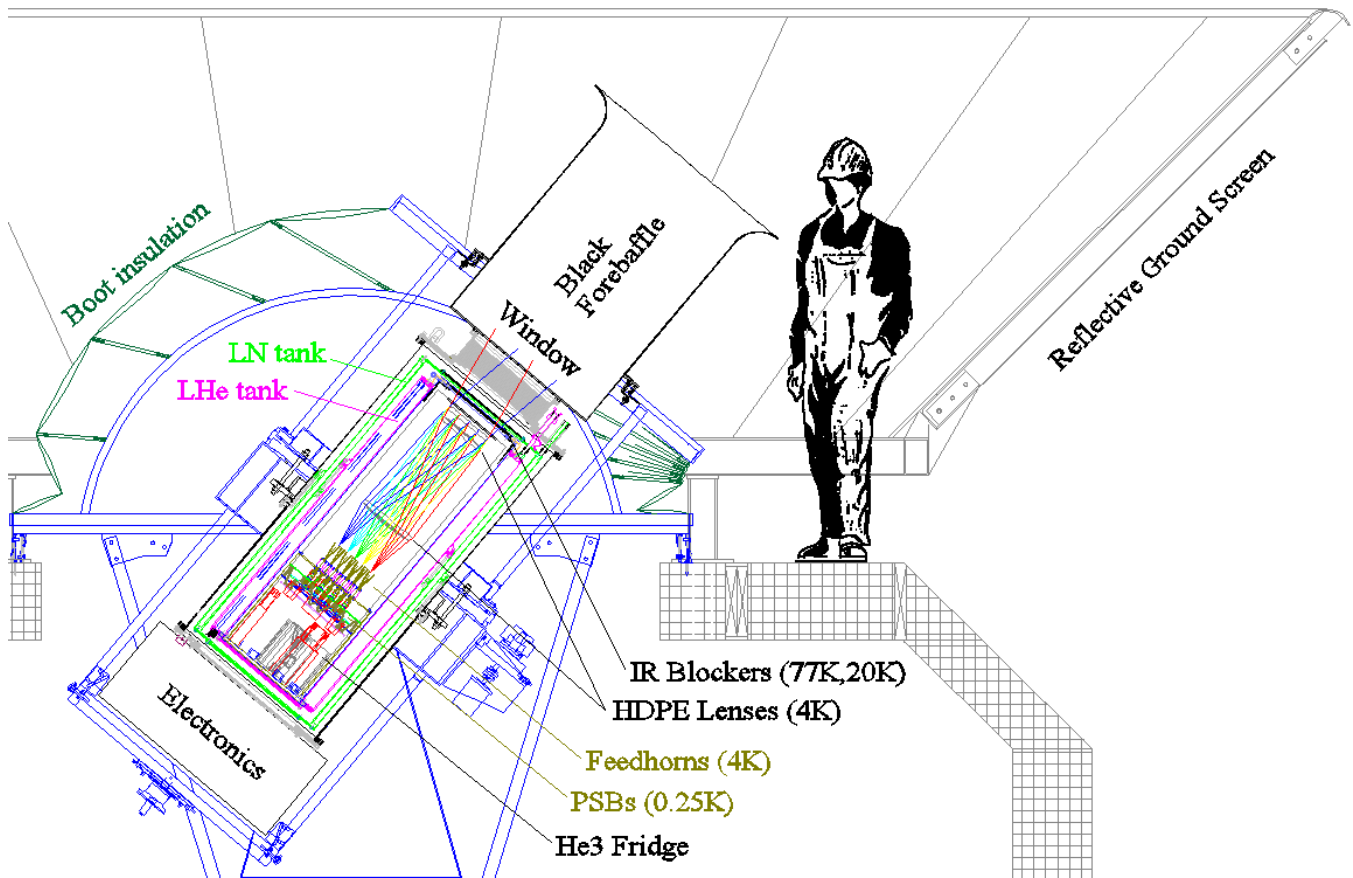 Boot insulation
Black
Forebaffle
Window
Reflective Ground Screen
LN tank
LHe tank
IR Blockers (77K,20K)
HDPE Lenses (4K)
Feedhorns (4K)
PSBs (0.25K)
He3 Fridge
Electronics